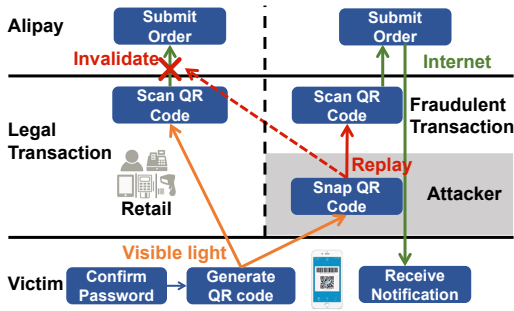 Alipay
Submit
Order
Submit
Order
Invalidate
Internet
Scan QR
Code
Scan QR
Code
Fraudulent
Transaction
Legal
Transaction
Replay
Retail
Snap QR
Code
Attacker
Visible light
Victim
Confirm
Password
Generate
QR code
Receive
Notification